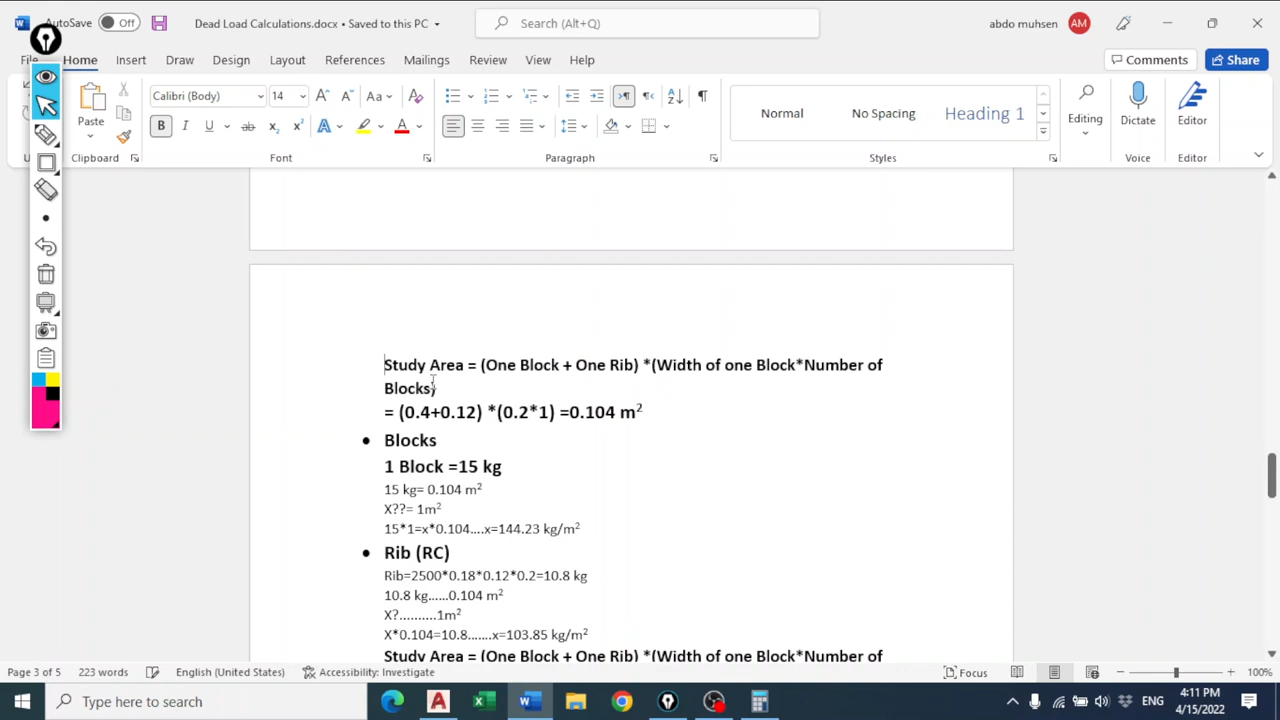 AutoSave
Off
Dead Load Calculations.docx • Saved to this PC
Search (Alt+Q)
abdo muhsen
AM
File
Home
Insert
Draw
Design
Layout
References
Mailings
Review
View
Help
Comments
Share
Paste
Calibri (Body)
14
Normal
No Spacing
Heading 1
Editing
Dictate
Editor
Clipboard
Font
Paragraph
Styles
Voice
Editor
Study Area = (One Block + One Rib) *(Width of one Block*Number of
Blocks)
= (0.4+0.12) *(0.2*1) =0.104 m²
• Blocks
1 Block =15 kg
15 kg= 0.104 m²
X??= 1m²
15*1=x*0.104....x=144.23 kg/m²
• Rib (RC)
Rib=2500*0.18*0.12*0.2=10.8 kg
10.8 kg......0.104 m²
X?..........1m²
X*0.104=10.8.......x=103.85 kg/m²
Study Area = (One Block + One Rib) *(Width of one Block*Number of
Page 3 of 5
223 words
English (United States)
Accessibility: Investigate
Focus
100%
Type here to search
ENG
4:11 PM
4/15/2022